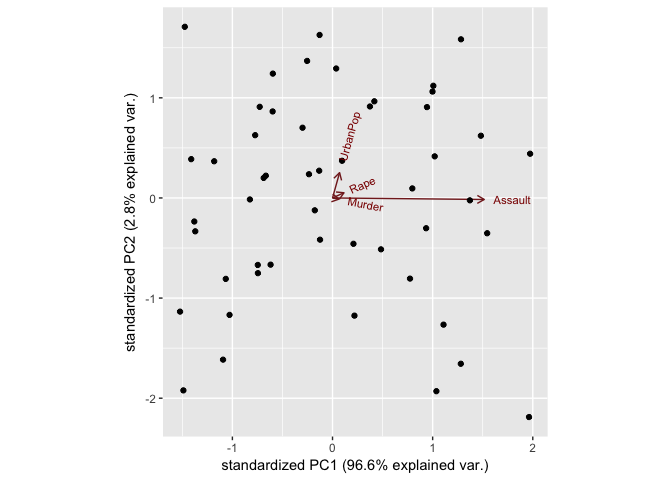 standardized PC2 (2.8% explained var.)
1
0
-1
-2
UrbanPop
Rape
Murder
Assault
-1
0
1
2
standardized PC1 (96.6% explained var.)